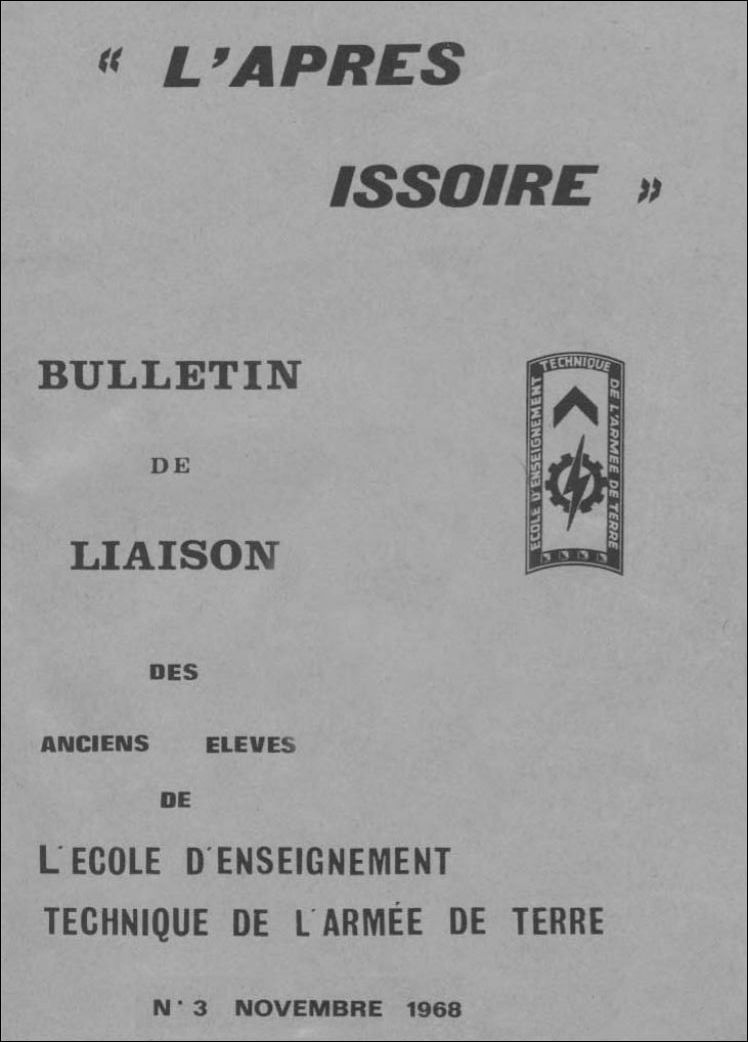 « L'APRES
ISSOIRE »
BULLETIN
DE
LIAISON
ECOLE D'ENSEIGNEMENT TECHNIQUE DE L'ARMEE DE TERRE
DES
ANCIENS ELEVES
DE
L'ECOLE D'ENSEIGNEMENT
TECHNIQUE DE L'ARMÉE DE TERRE
N° 3 NOVEMBRE 1968